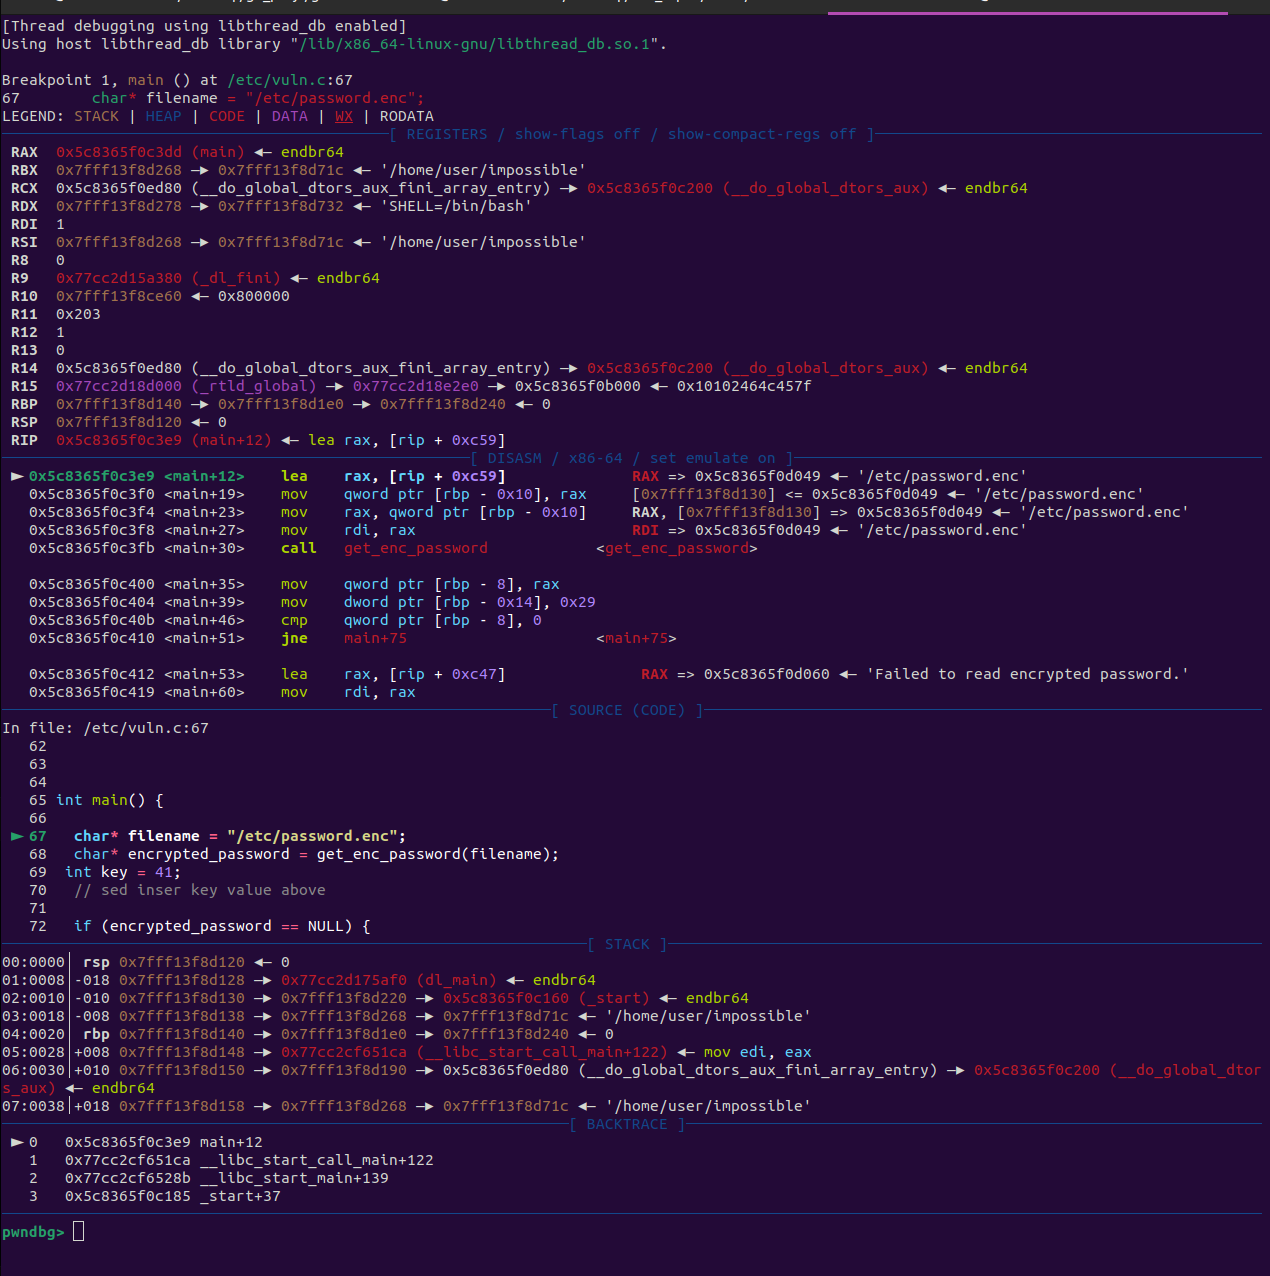 [Thread debugging using libthread_db enabled]
Using host libthread_db library "/lib/x86_64-linux-gnu/libthread_db.so.1".
Breakpoint 1, main () at /etc/vuln.c:67
67        char* filename = "/etc/password.enc";
LEGEND: STACK | HEAP | CODE | DATA | WX | RODATA
[ REGISTERS / show-flags off / show-compact-regs off ]
RAX  0x5c8365f0c3dd (main) ◂— endbr64
RBX  0x7fff13f8d268 —▸ 0x7fff13f8d71c ◂— '/home/user/impossible'
RCX  0x5c8365f0ed80 (__do_global_dtors_aux_fini_array_entry) —▸ 0x5c8365f0c200 (__do_global_dtors_aux) ◂— endbr64
RDX  0x7fff13f8d278 —▸ 0x7fff13f8d732 ◂— 'SHELL=/bin/bash'
RDI  1
RSI  0x7fff13f8d268 —▸ 0x7fff13f8d71c ◂— '/home/user/impossible'
R8   0
R9   0x77cc2d15a380 (_dl_fini) ◂— endbr64
R10  0x7fff13f8ce60 ◂— 0x800000
R11  0x203
R12  1
R13  0
R14  0x5c8365f0ed80 (__do_global_dtors_aux_fini_array_entry) —▸ 0x5c8365f0c200 (__do_global_dtors_aux) ◂— endbr64
R15  0x77cc2d18d000 (_rtld_global) —▸ 0x77cc2d18e2e0 —▸ 0x5c8365f0b000 ◂— 0x10102464c457f
RBP  0x7fff13f8d140 —▸ 0x7fff13f8d1e0 —▸ 0x7fff13f8d240 ◂— 0
RSP  0x7fff13f8d120 ◂— 0
RIP  0x5c8365f0c3e9 (main+12) ◂— lea rax, [rip + 0xc59]
[ DISASM / x86-64 / set emulate on ]
► 0x5c8365f0c3e9 <main+12>    lea    rax, [rip + 0xc59]              RAX => 0x5c8365f0d049 ◂— '/etc/password.enc'
0x5c8365f0c3f0 <main+19>    mov    qword ptr [rbp - 0x10], rax     [0x7fff13f8d130] <= 0x5c8365f0d049 ◂— '/etc/password.enc'
0x5c8365f0c3f4 <main+23>    mov    rax, qword ptr [rbp - 0x10]     RAX, [0x7fff13f8d130] => 0x5c8365f0d049 ◂— '/etc/password.enc'
0x5c8365f0c3f8 <main+27>    mov    rdi, rax                        RDI => 0x5c8365f0d049 ◂— '/etc/password.enc'
0x5c8365f0c3fb <main+30>    call   get_enc_password            <get_enc_password>
0x5c8365f0c400 <main+35>    mov    qword ptr [rbp - 8], rax
0x5c8365f0c404 <main+39>    mov    dword ptr [rbp - 0x14], 0x29
0x5c8365f0c40b <main+46>    cmp    qword ptr [rbp - 8], 0
0x5c8365f0c410 <main+51>    jne    main+75                     <main+75>
0x5c8365f0c412 <main+53>    lea    rax, [rip + 0xc47]               RAX => 0x5c8365f0d060 ◂— 'Failed to read encrypted password.'
0x5c8365f0c419 <main+60>    mov    rdi, rax
[ SOURCE (CODE) ]
In file: /etc/vuln.c:67
62
63
64
65 int main() {
66
► 67   char* filename = "/etc/password.enc";
68   char* encrypted_password = get_enc_password(filename);
69  int key = 41;
70   // sed inser key value above
71
72   if (encrypted_password == NULL) {
[ STACK ]
00:0000│ rsp 0x7fff13f8d120 ◂— 0
01:0008│-018 0x7fff13f8d128 —▸ 0x77cc2d175af0 (dl_main) ◂— endbr64
02:0010│-010 0x7fff13f8d130 —▸ 0x7fff13f8d220 —▸ 0x5c8365f0c160 (_start) ◂— endbr64
03:0018│-008 0x7fff13f8d138 —▸ 0x7fff13f8d268 —▸ 0x7fff13f8d71c ◂— '/home/user/impossible'
04:0020│ rbp 0x7fff13f8d140 —▸ 0x7fff13f8d1e0 —▸ 0x7fff13f8d240 ◂— 0
05:0028│+008 0x7fff13f8d148 —▸ 0x77cc2cf651ca (__libc_start_call_main+122) ◂— mov edi, eax
06:0030│+010 0x7fff13f8d150 —▸ 0x7fff13f8d190 —▸ 0x5c8365f0ed80 (__do_global_dtors_aux_fini_array_entry) —▸ 0x5c8365f0c200 (__do_global_dtor
s_aux) ◂— endbr64
07:0038│+018 0x7fff13f8d158 —▸ 0x7fff13f8d268 —▸ 0x7fff13f8d71c ◂— '/home/user/impossible'
[ BACKTRACE ]
► 0   0x5c8365f0c3e9 main+12
1   0x77cc2cf651ca __libc_start_call_main+122
2   0x77cc2cf6528b __libc_start_main+139
3   0x5c8365f0c185 _start+37
pwndbg>